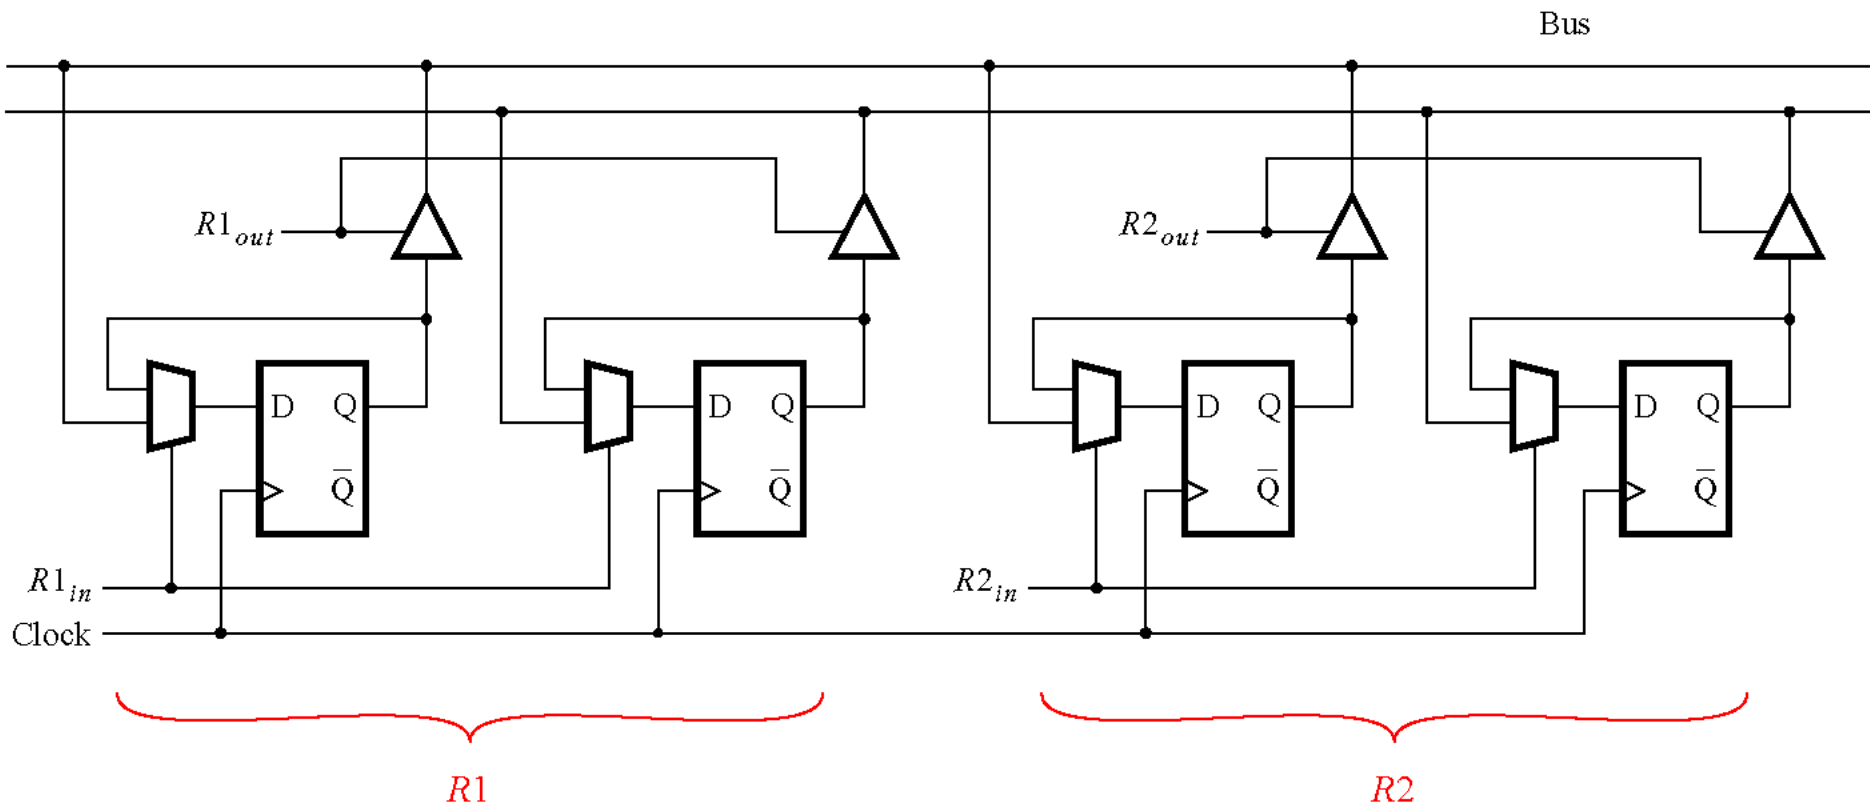 Bus
R1out R2out
D Q D Q D Q D Q
Q̅ Q̅ Q̅ Q̅
R1in R2in
Clock
R1 R2